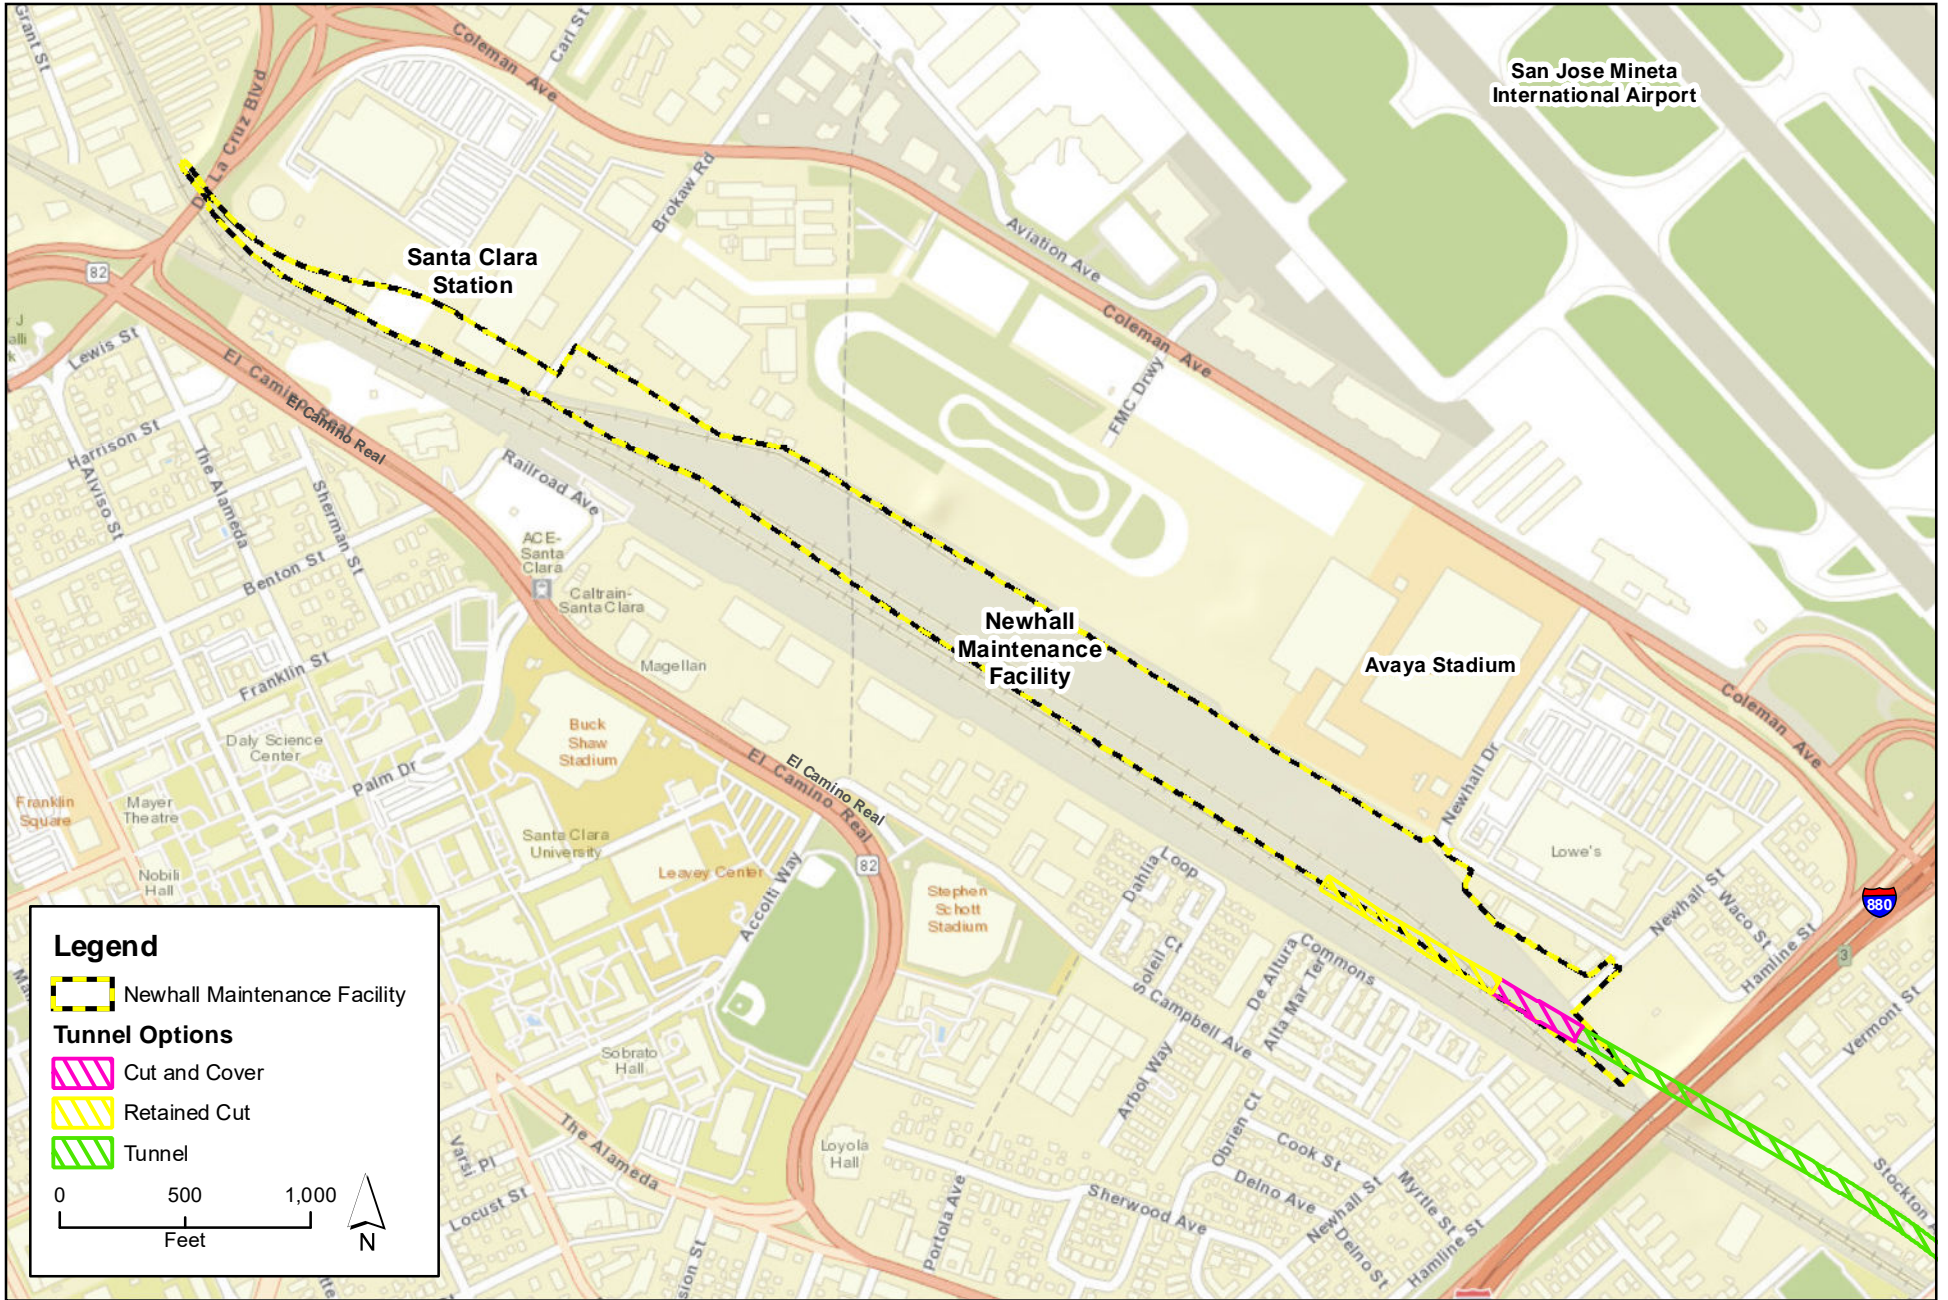 Grant St
De La Cruz Blvd
Coleman Ave
Carl St
San Jose Mineta
International Airport
Brokaw Rd
Aviation Ave
Santa Clara
Station
82
Lewis St
El Camino Real
El Camino Real
Coleman Ave
FMC Drwy
Harrison St
Alviso St
The Alameda
Sherman St
Railroad Ave
Benton St
ACE-
Santa
Clara
Caltrain-
Santa Clara
Newhall
Maintenance
Facility
Avaya Stadium
Franklin St
Magellan
Coleman Ave
Buck
Shaw
Stadium
Daly Science
Center
Palm Dr
El Camino Real
El Camino Real
Newhall Dr
Franklin
Square
Mayer
Theatre
Santa Clara
University
Lowe's
Nobili
Hall
Leavey Center
Accolti Way
82
Stephen
Schott
Stadium
Dahlia
Loop
Newhall St
Waco St
Hamline St
880
3
Soleil Ct
De Altura
Commons
Alta Mar Ter
S Campbell Ave
Vermont St
Sobrato
Hall
Arbol Way
Obrien Ct
Loyola
Hall
The Alameda
Cook St
Delno Ave
Myrtle St
Newhall St
Delno St
Hamline St
Sherwood Ave
Portola Ave
Varsi Pl
Locust St
Stockton
Legend
Newhall Maintenance Facility
Tunnel Options
Cut and Cover
Retained Cut
Tunnel
0 500 1,000
Feet
N